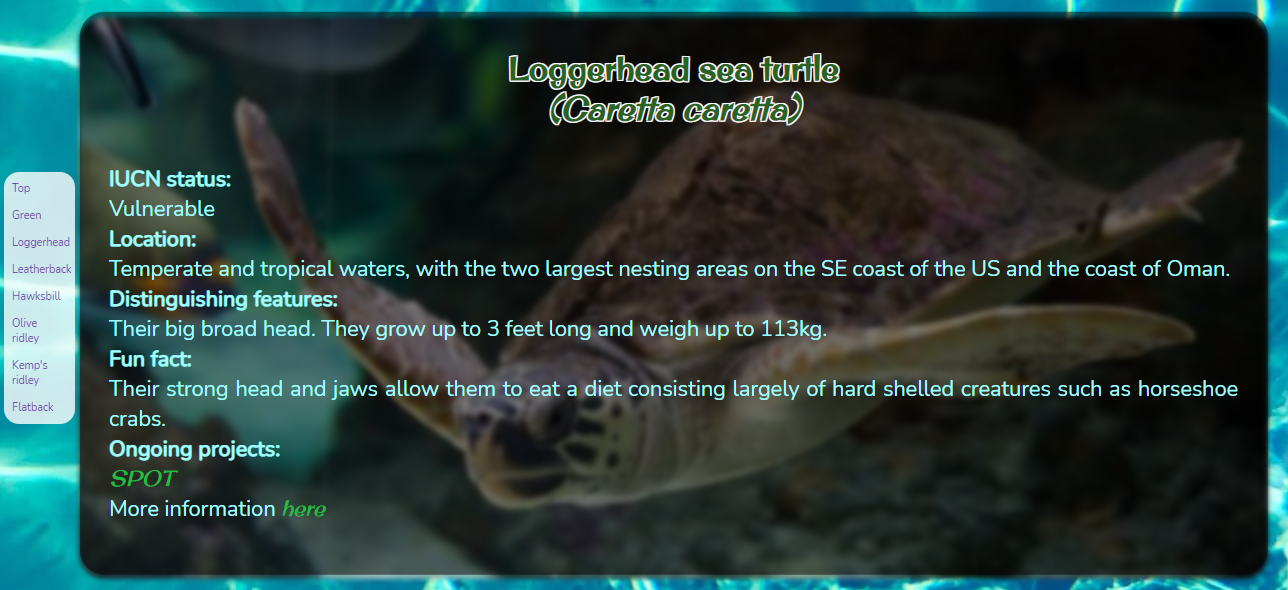 Loggerhead sea turtle
(Caretta caretta)
Top
Green
Loggerhead
Leatherback
Hawksbill
Olive
ridley
Kemp's
ridley
Flatback
IUCN status:
Vulnerable
Location:
Temperate and tropical waters, with the two largest nesting areas on the SE coast of the US and the coast of Oman.
Distinguishing features:
Their big broad head. They grow up to 3 feet long and weigh up to 113kg.
Fun fact:
Their strong head and jaws allow them to eat a diet consisting largely of hard shelled creatures such as horseshoe
crabs.
Ongoing projects:
SPOT
More information here